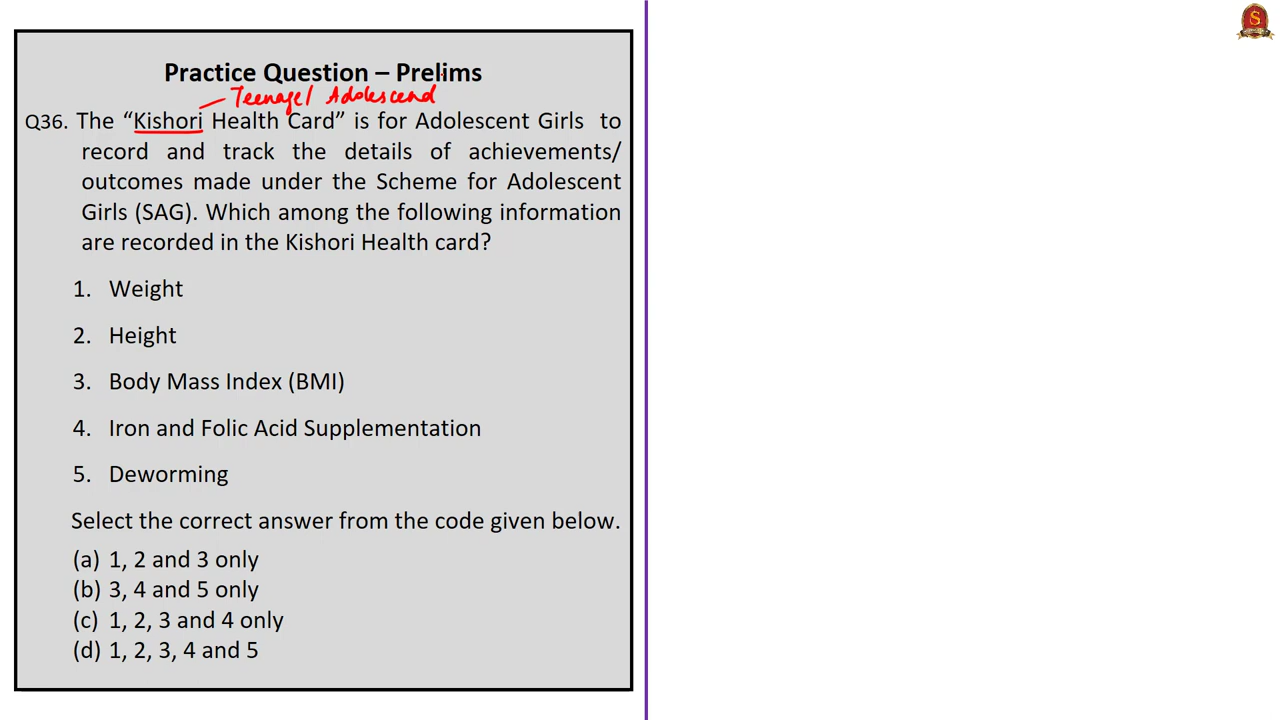 Practice Question – Prelims
Teenage/ Adolescend
Q36. The “Kishori Health Card” is for Adolescent Girls to
record and track the details of achievements/
outcomes made under the Scheme for Adolescent
Girls (SAG). Which among the following information
are recorded in the Kishori Health card?
1. Weight
2. Height
3. Body Mass Index (BMI)
4. Iron and Folic Acid Supplementation
5. Deworming
Select the correct answer from the code given below.
(a) 1, 2 and 3 only
(b) 3, 4 and 5 only
(c) 1, 2, 3 and 4 only
(d) 1, 2, 3, 4 and 5
S